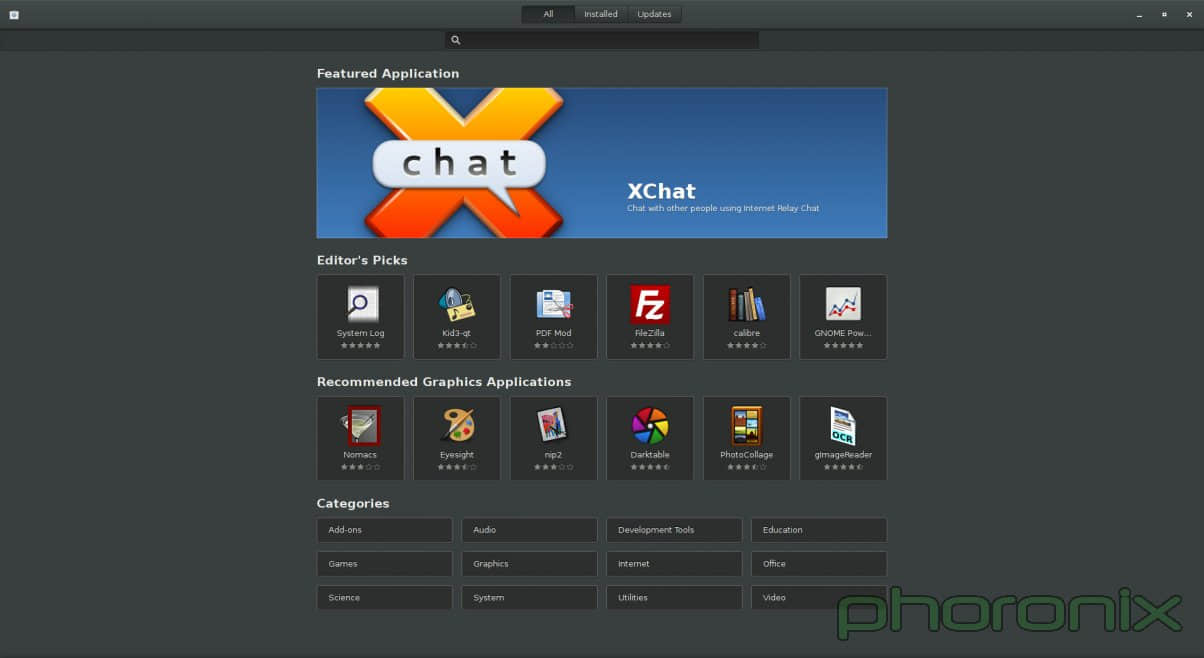 All Installed Updates
Featured Application
chat
XChat
Chat with other people using Internet Relay Chat
Editor's Picks
System Log Kid3-qt PDF Mod FileZilla calibre GNOME Pow...
Recommended Graphics Applications
OCR
Nomacs Eyesight nip2 Darktable PhotoCollage gImageReader
Categories
Add-ons Audio Development Tools Education
Games Graphics Internet Office
Science System Utilities Video
phoronix